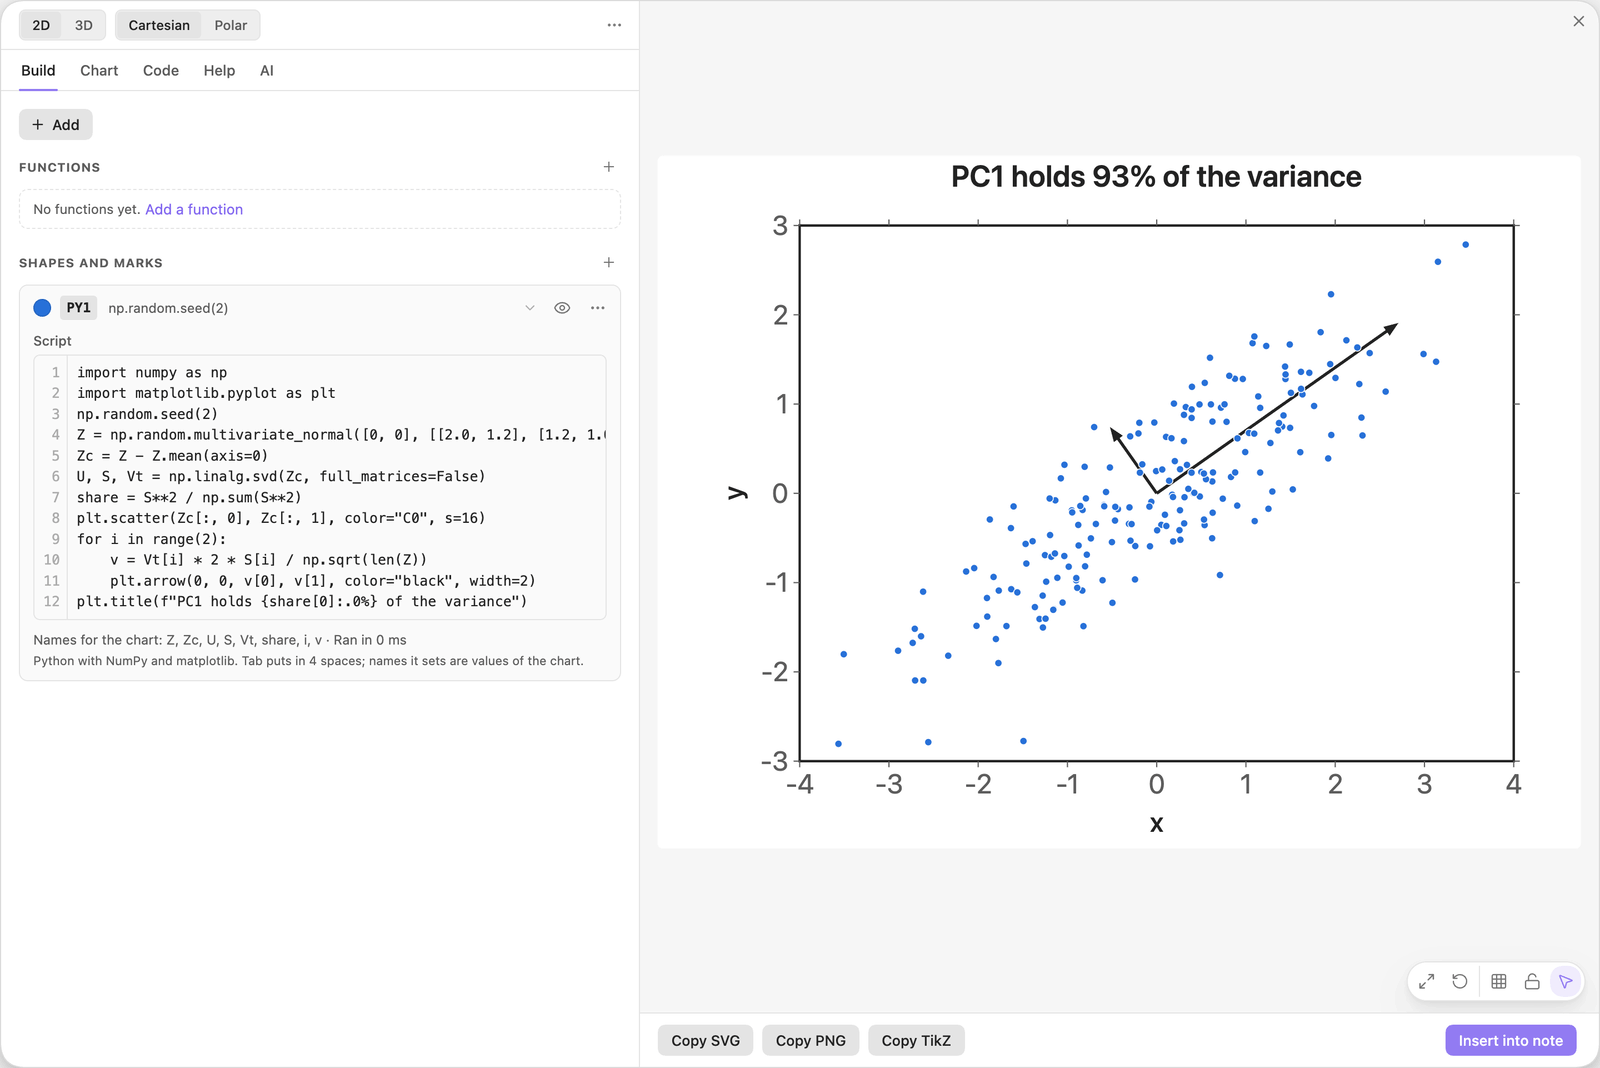 2D 3D Cartesian Polar
Build Chart Code Help AI
+ Add
FUNCTIONS
No functions yet. Add a function
SHAPES AND MARKS
PY1 np.random.seed(2)
Script
1 import numpy as np
2 import matplotlib.pyplot as plt
3 np.random.seed(2)
4 Z = np.random.multivariate_normal([0, 0], [[2.0, 1.2], [1.2, 1.
5 Zc = Z − Z.mean(axis=0)
6 U, S, Vt = np.linalg.svd(Zc, full_matrices=False)
7 share = S**2 / np.sum(S**2)
8 plt.scatter(Zc[:, 0], Zc[:, 1], color="C0", s=16)
9 for i in range(2):
10     v = Vt[i] * 2 * S[i] / np.sqrt(len(Z))
11     plt.arrow(0, 0, v[0], v[1], color="black", width=2)
12 plt.title(f"PC1 holds {share[0]:.0%} of the variance")
Names for the chart: Z, Zc, U, S, Vt, share, i, v · Ran in 0 ms
Python with NumPy and matplotlib. Tab puts in 4 spaces; names it sets are values of the chart.
PC1 holds 93% of the variance
3
2
1
0
-1
-2
-3
y
-4 -3 -2 -1 0 1 2 3 4
x
Copy SVG Copy PNG Copy TikZ Insert into note